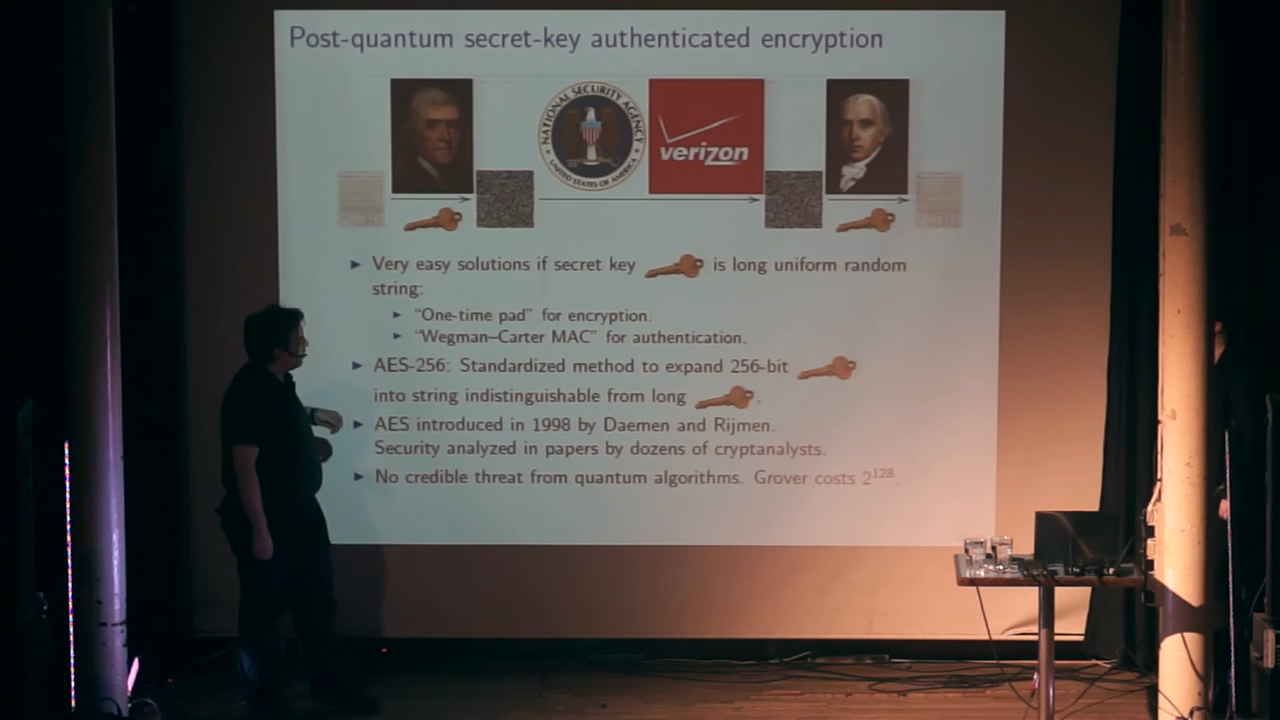 Post-quantum secret-key authenticated encryption
NATIONAL SECURITY AGENCY
UNITED STATES OF AMERICA
verizon
Very easy solutions if secret key is long uniform random
string:
“One-time pad” for encryption.
“Wegman–Carter MAC” for authentication.
AES-256: Standardized method to expand 256-bit
into string indistinguishable from long .
AES introduced in 1998 by Daemen and Rijmen.
Security analyzed in papers by dozens of cryptanalysts.
No credible threat from quantum algorithms. Grover costs 2¹²⁸.